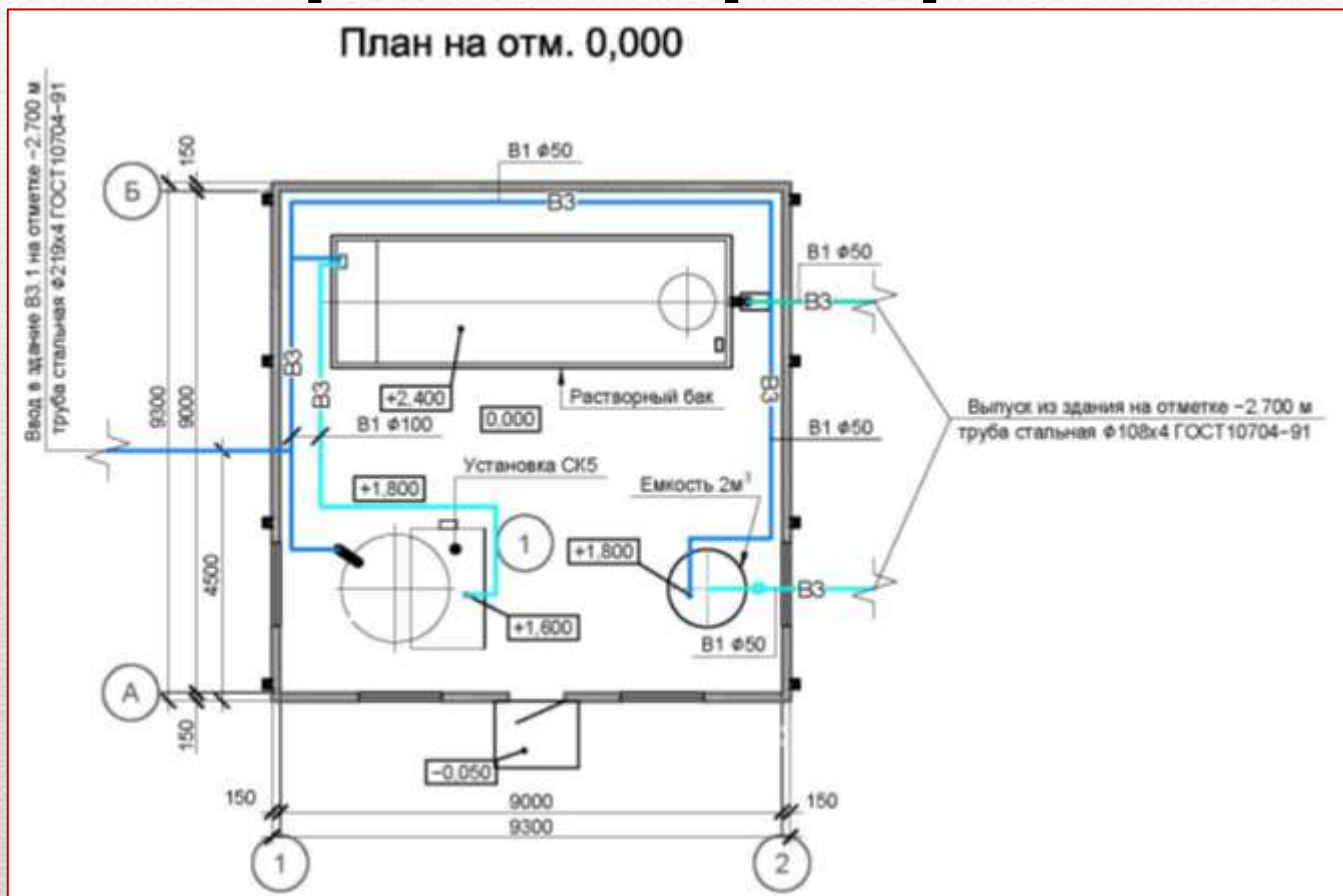 План на отм. 0,000
Ввод в здание В3.1 на отметке -2.700 м
труба стальная ф219х4 ГОСТ10704-91
150
Б
В1 ф50
В3
В1 ф50
В3
В3
В3
В3
9300
9000
+2,400
0,000
Растворный бак
В1 ф100
В1 ф50
Выпуск из здания на отметке -2.700 м
труба стальная ф108х4 ГОСТ10704-91
Установка СК5
+1,800
Емкость 2м³
1
+1,800
4500
В3
+1,600
В1 ф50
А
150
-0,050
150
9000
150
9300
1
2